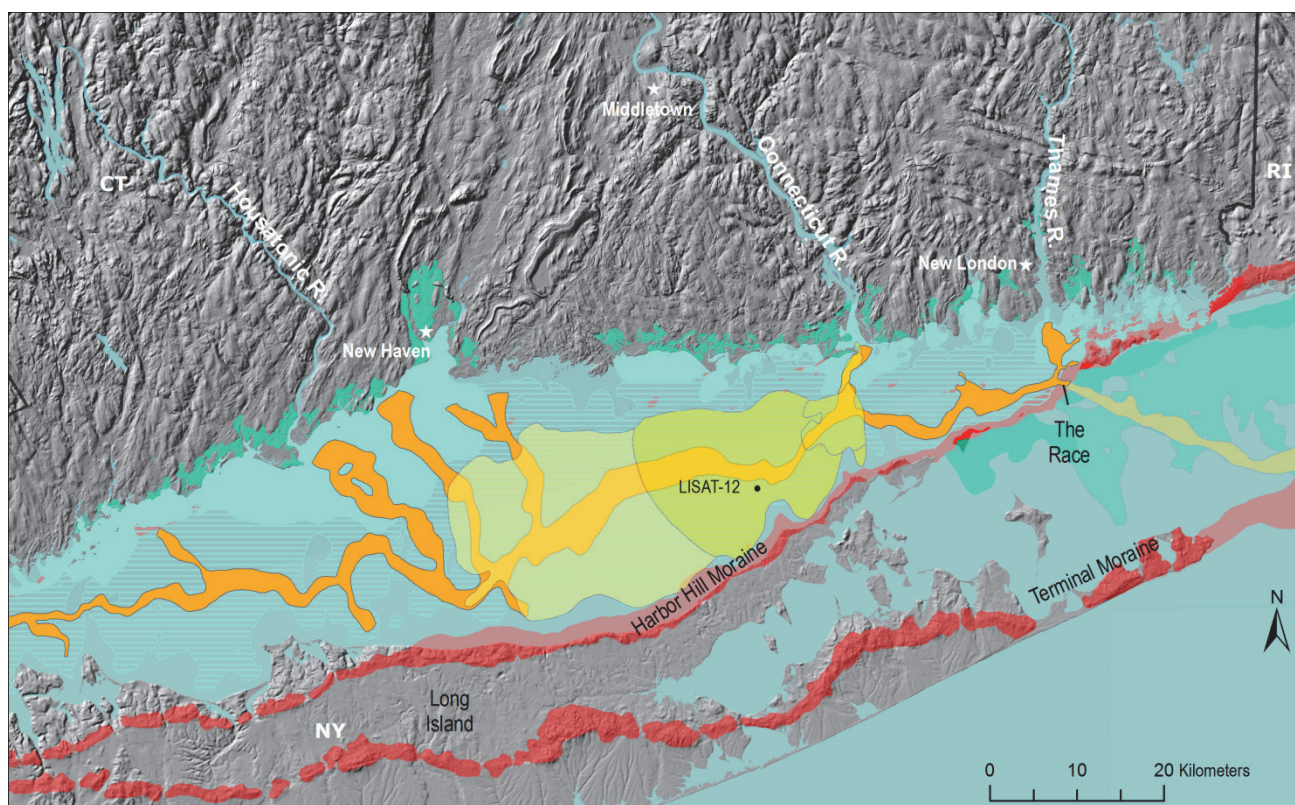 Middletown
CT
Housatonic R.
Connecticut R.
Thames R.
RI
New London
New Haven
The
Race
LISAT-12
Harbor Hill Moraine
Terminal Moraine
N
Long
Island
NY
0 10 20 Kilometers